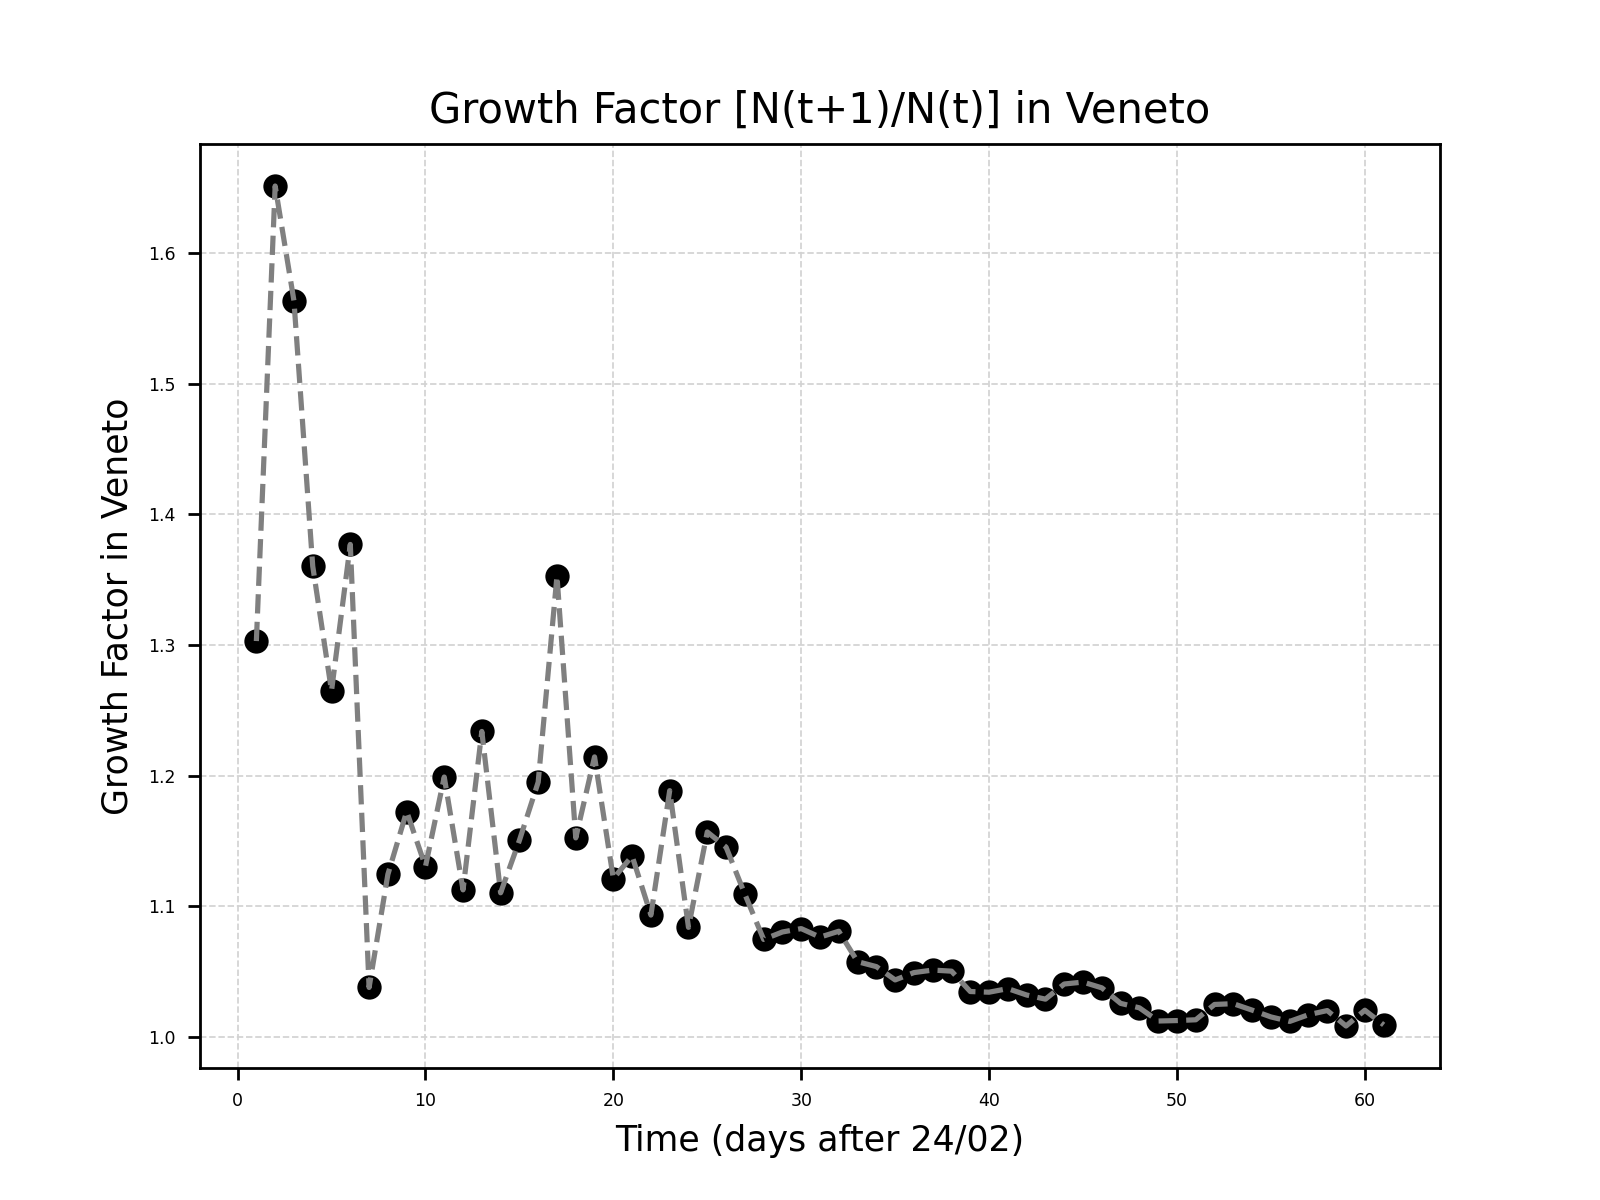 Growth Factor [N(t+1)/N(t)] in Veneto
Growth Factor in Veneto
1.6
1.5
1.4
1.3
1.2
1.1
1.0
0 10 20 30 40 50 60
Time (days after 24/02)